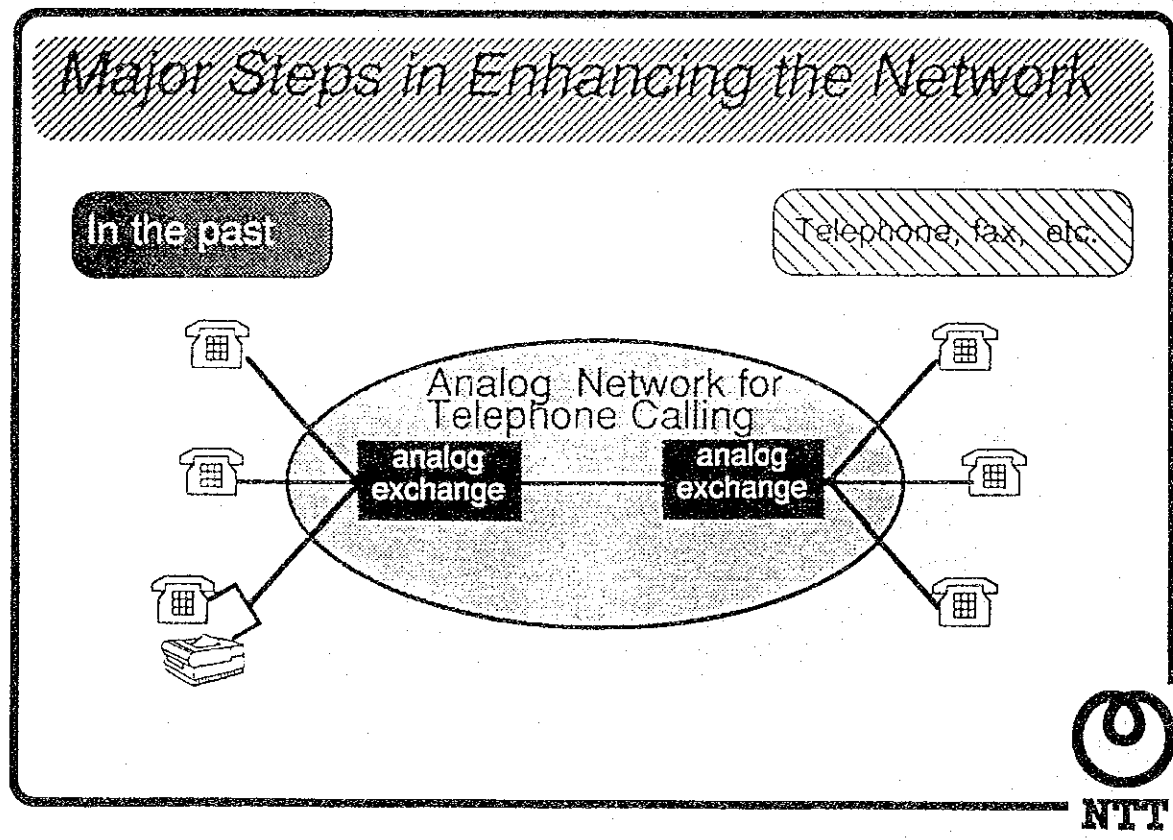 Major Steps in Enhancing the Network
In the past
Telephone, fax, etc.
Analog Network for
Telephone Calling
analog
exchange
analog
exchange
NTT